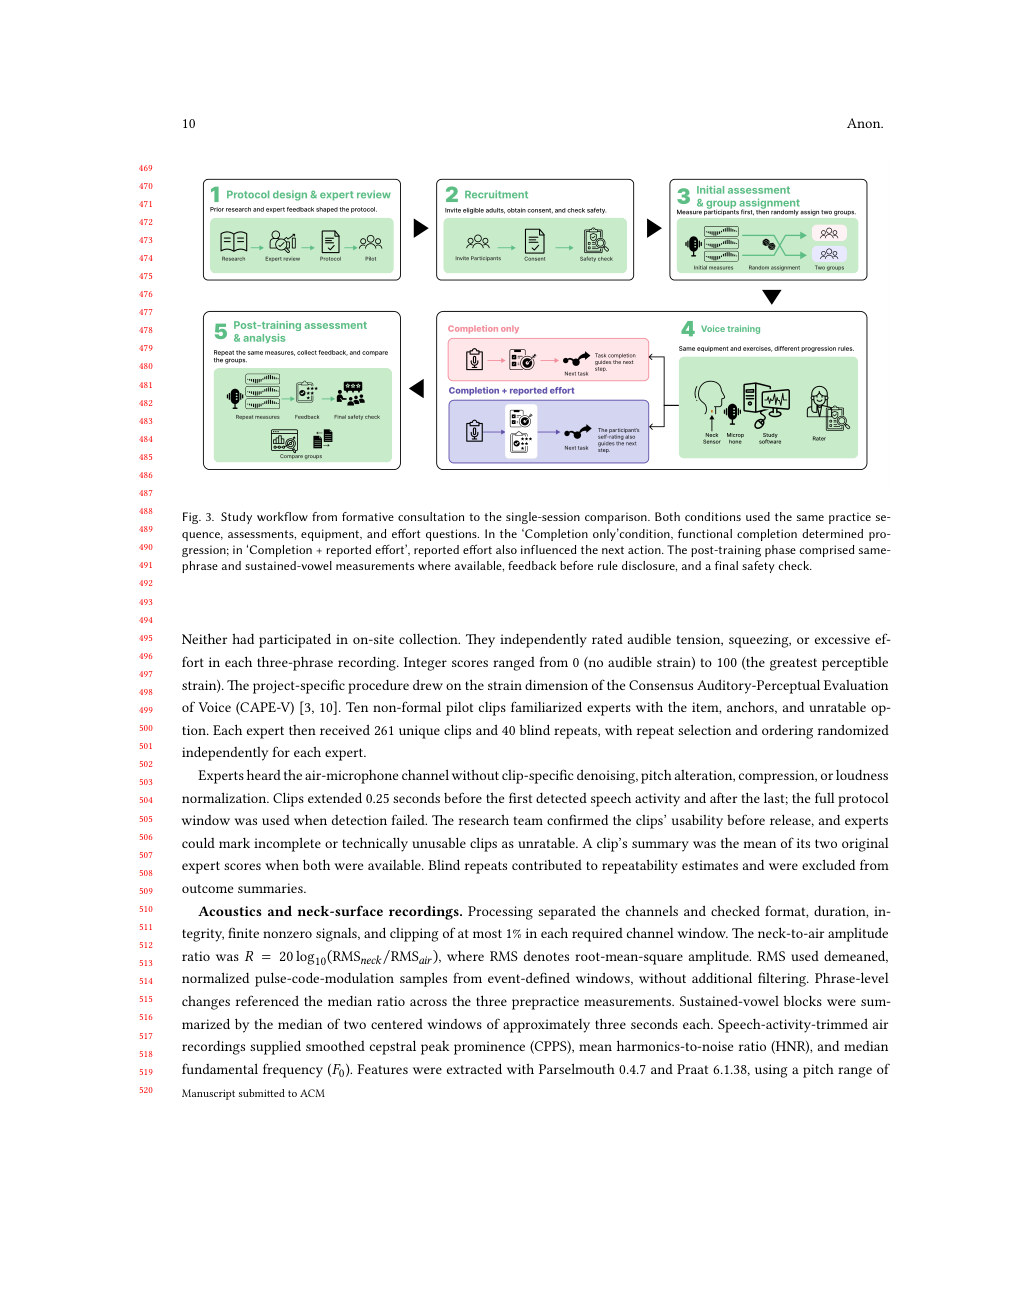 10
Anon.
469
470
471
472
473
474
475
476
477
478
479
480
481
482
483
484
485
486
487
488
489
490
491
492
493
494
495
496
497
498
499
500
501
502
503
504
505
506
507
508
509
510
511
512
513
514
515
516
517
518
519
520
1 Protocol design & expert review
Prior research and expert feedback shaped the protocol.
Research
Expert review
Protocol
Pilot
2 Recruitment
Invite eligible adults, obtain consent, and check safety.
Invite Participants
Consent
Safety check
3 Initial assessment
& group assignment
Measure participants first, then randomly assign two groups.
Initial measures
Random assignment
Two groups
4 Voice training
Same equipment and exercises, different progression rules.
Neck
Sensor
Microp
hone
Study
software
Rater
Completion only
Next task
Task completion
guides the next
step.
Completion + reported effort
Next task
The participant's
self-rating also
guides the next
step.
5 Post-training assessment
& analysis
Repeat the same measures, collect feedback, and compare
the groups.
Repeat measures
Feedback
Final safety check
Compare groups
Fig. 3. Study workflow from formative consultation to the single-session comparison. Both conditions used the same practice se-
quence, assessments, equipment, and effort questions. In the ‘Completion only’condition, functional completion determined pro-
gression; in ‘Completion + reported effort’, reported effort also influenced the next action. The post-training phase comprised same-
phrase and sustained-vowel measurements where available, feedback before rule disclosure, and a final safety check.
Neither had participated in on-site collection. They independently rated audible tension, squeezing, or excessive ef-
fort in each three-phrase recording. Integer scores ranged from 0 (no audible strain) to 100 (the greatest perceptible
strain). The project-specific procedure drew on the strain dimension of the Consensus Auditory-Perceptual Evaluation
of Voice (CAPE-V) [3, 10]. Ten non-formal pilot clips familiarized experts with the item, anchors, and unratable op-
tion. Each expert then received 261 unique clips and 40 blind repeats, with repeat selection and ordering randomized
independently for each expert.
Experts heard the air-microphone channel without clip-specific denoising, pitch alteration, compression, or loudness
normalization. Clips extended 0.25 seconds before the first detected speech activity and after the last; the full protocol
window was used when detection failed. The research team confirmed the clips’ usability before release, and experts
could mark incomplete or technically unusable clips as unratable. A clip’s summary was the mean of its two original
expert scores when both were available. Blind repeats contributed to repeatability estimates and were excluded from
outcome summaries.
Acoustics and neck-surface recordings. Processing separated the channels and checked format, duration, in-
tegrity, finite nonzero signals, and clipping of at most 1% in each required channel window. The neck-to-air amplitude
ratio was R = 20 log10(RMSneck/RMSair), where RMS denotes root-mean-square amplitude. RMS used demeaned,
normalized pulse-code-modulation samples from event-defined windows, without additional filtering. Phrase-level
changes referenced the median ratio across the three prepractice measurements. Sustained-vowel blocks were sum-
marized by the median of two centered windows of approximately three seconds each. Speech-activity-trimmed air
recordings supplied smoothed cepstral peak prominence (CPPS), mean harmonics-to-noise ratio (HNR), and median
fundamental frequency (F0). Features were extracted with Parselmouth 0.4.7 and Praat 6.1.38, using a pitch range of
Manuscript submitted to ACM